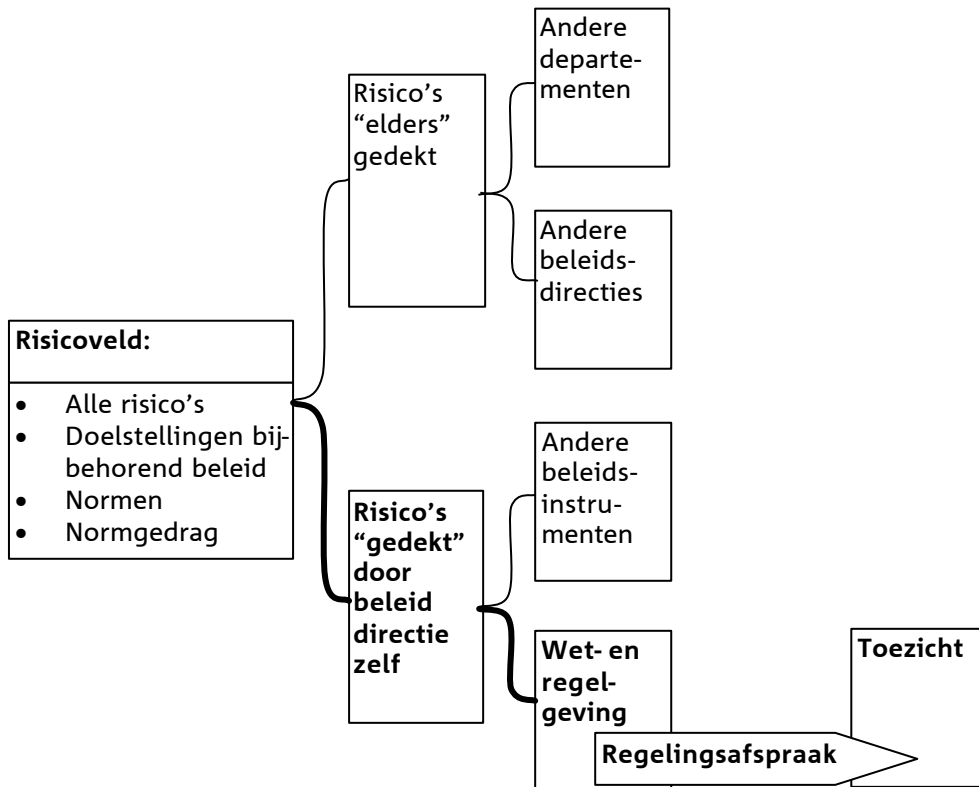 Risicoveld:
• Alle risico's
• Doelstellingen bij-
behorend beleid
• Normen
• Normgedrag
Risico's
“elders”
gedekt
Andere
departe-
menten
Andere
beleids-
directies
Risico's
“gedekt”
door
beleid
directie
zelf
Andere
beleids-
instru-
menten
Wet- en
regel-
geving
Regelingsafspraak
Toezicht